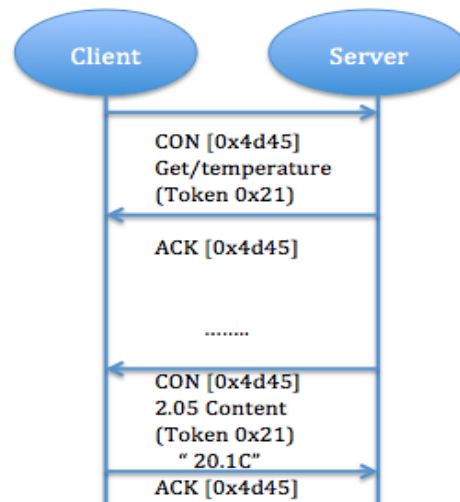 Client
Server
CON [0x4d45]
Get/temperature
(Token 0x21)
ACK [0x4d45]
........
CON [0x4d45]
2.05 Content
(Token 0x21)
“ 20.1C”
ACK [0x4d45]